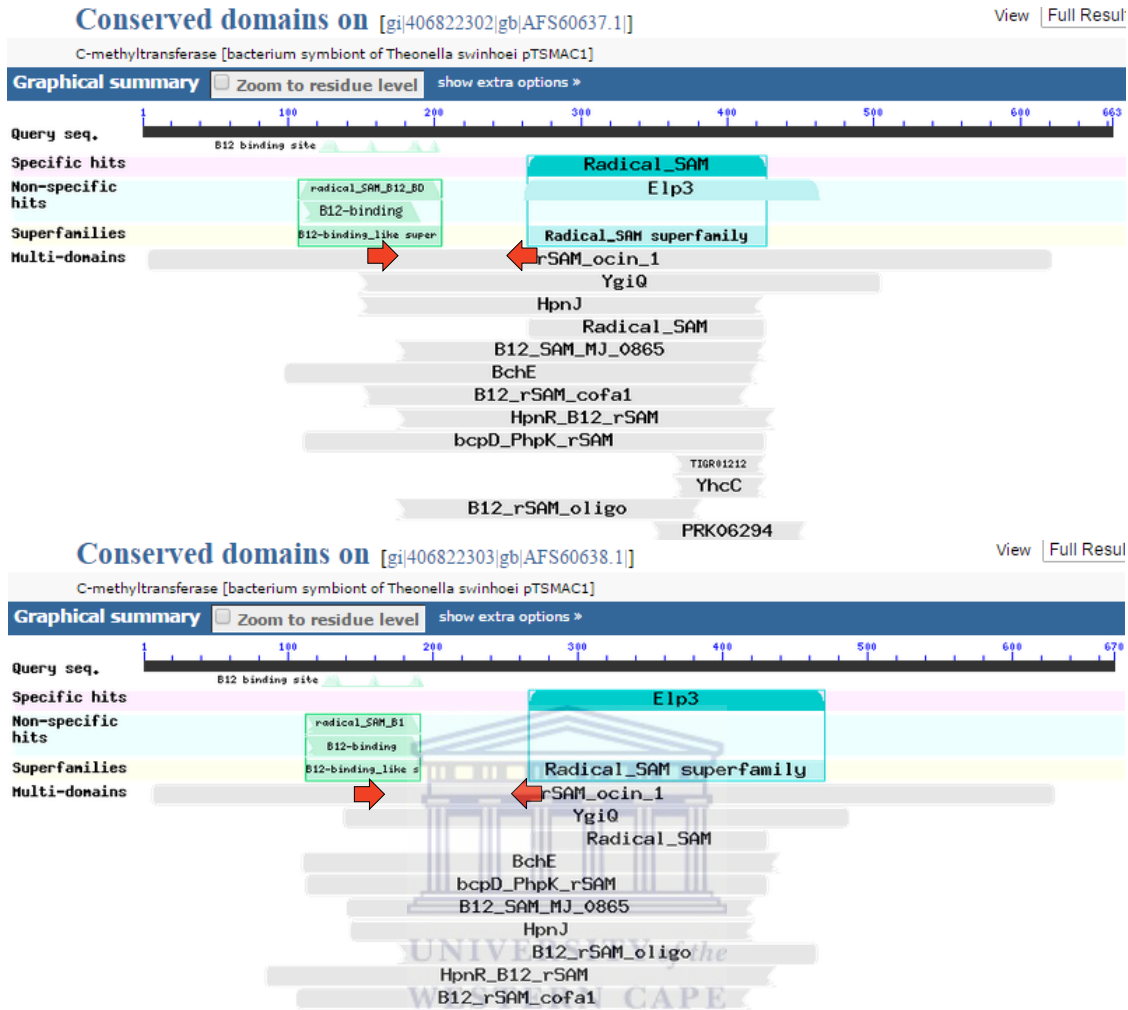 Conserved domains on [gi|406822302|gb|AFS60637.1|]
View Full Resul
C-methyltransferase [bacterium symbiont of Theonella swinhoei pTSMAC1]
Graphical summary Zoom to residue level show extra options »
1 100 200 300 400 500 600 663
Query seq.
B12 binding site
Specific hits Radical_SAM
Non-specific hits radical_SAM_B12_BD Elp3
B12-binding
Superfamilies B12-binding_like super Radical_SAM superfamily
Multi-domains rSAM_ocin_1
YgiQ
HpnJ
Radical_SAM
B12_SAM_MJ_0865
BchE
B12_rSAM_cofa1
HpnR_B12_rSAM
bcpD_PhpK_rSAM
TIGR01212
YhcC
B12_rSAM_oligo
PRK06294
Conserved domains on [gi|406822303|gb|AFS60638.1|]
View Full Resul
C-methyltransferase [bacterium symbiont of Theonella swinhoei pTSMAC1]
Graphical summary Zoom to residue level show extra options »
1 100 200 300 400 500 600 670
Query seq.
B12 binding site
Specific hits Elp3
Non-specific hits radical_SAM_B1
B12-binding
Superfamilies B12-binding_like s Radical_SAM superfamily
Multi-domains rSAM_ocin_1
YgiQ
Radical_SAM
BchE
bcpD_PhpK_rSAM
B12_SAM_MJ_0865
HpnJ
B12_rSAM_oligo
HpnR_B12_rSAM
B12_rSAM_cofa1
UNIVERSITY of the
WESTERN CAPE